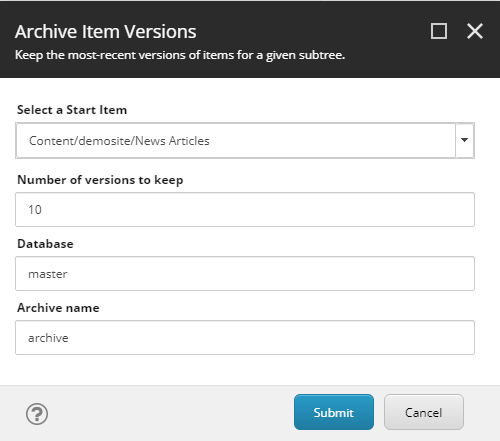 Archive Item Versions
Keep the most-recent versions of items for a given subtree.
Select a Start Item
Content/demosite/News Articles
Number of versions to keep
10
Database
master
Archive name
archive
?
Submit
Cancel